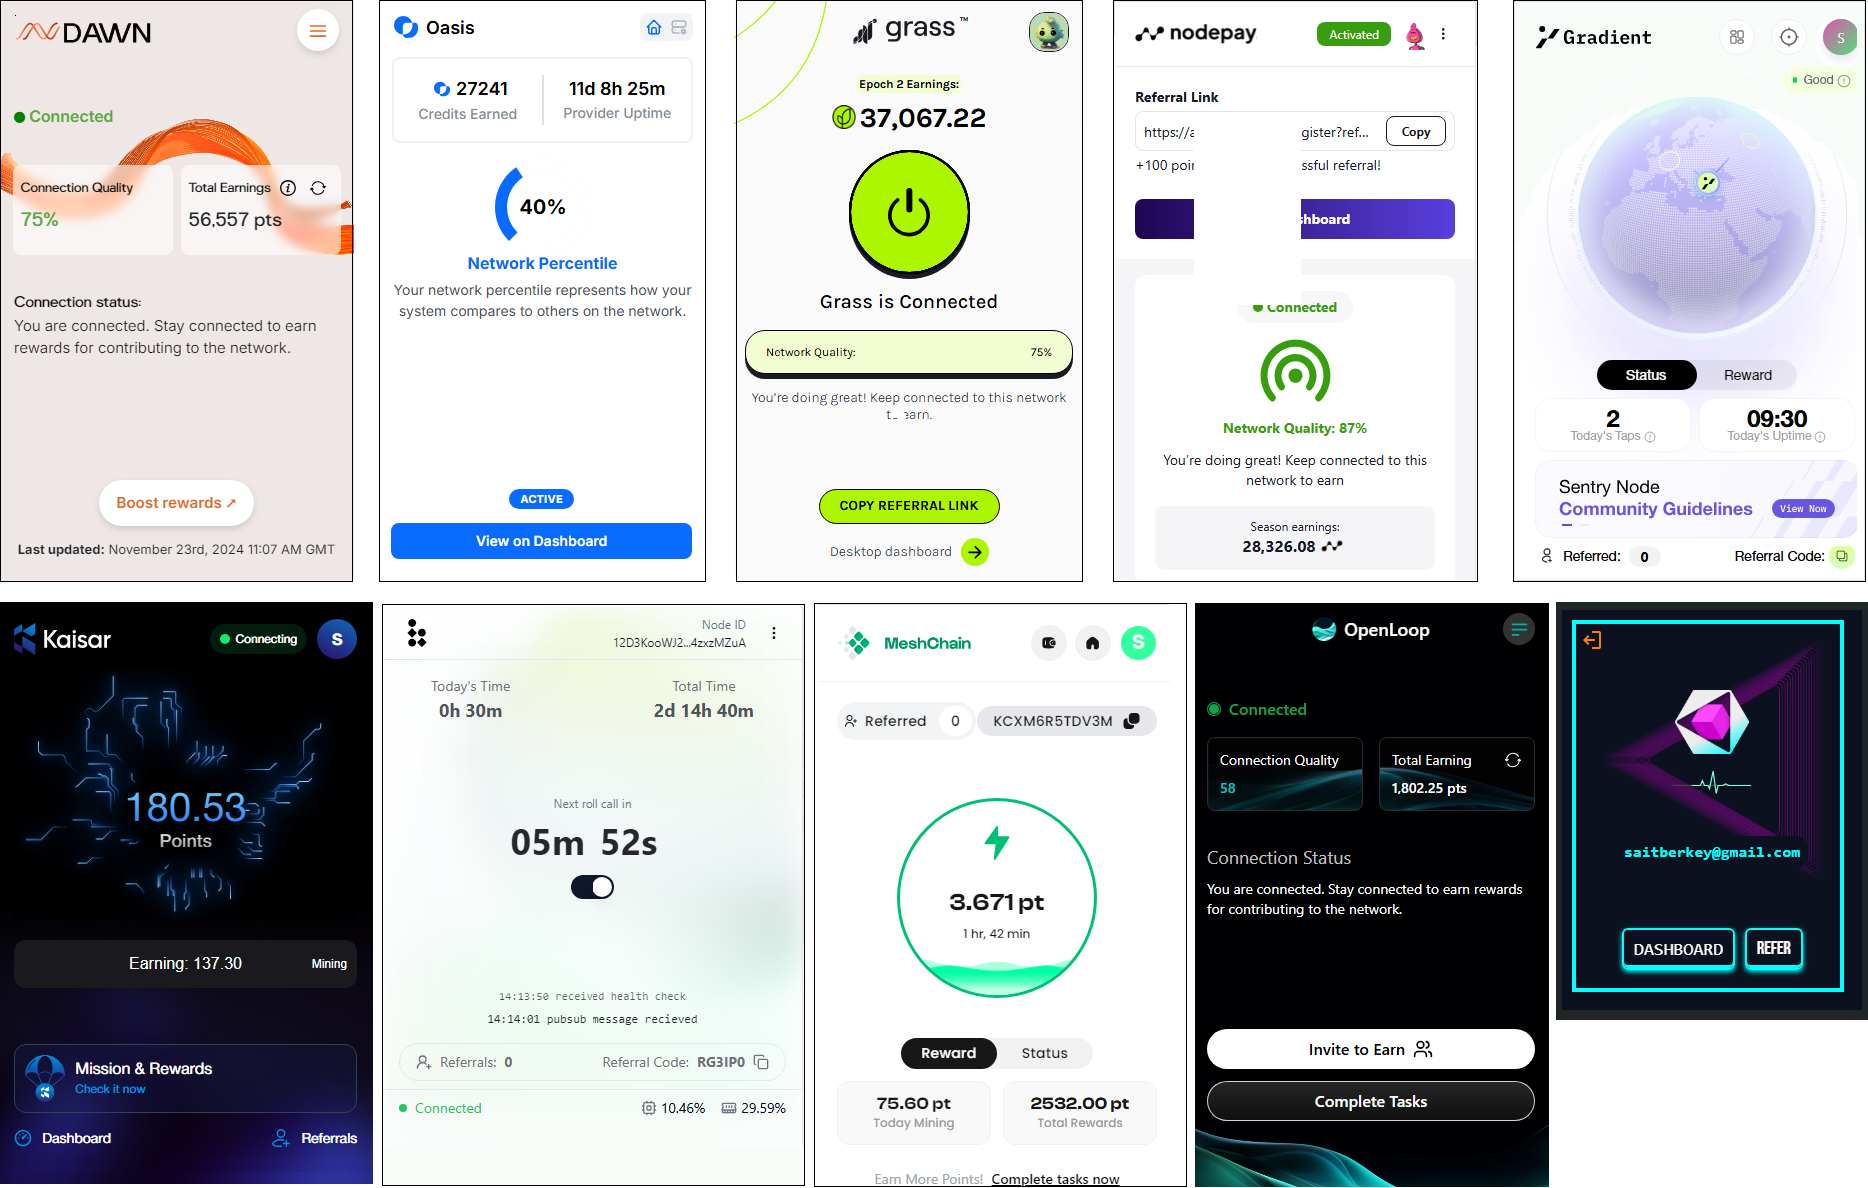 DAWN
Connected
Connection Quality
75%
Total Earnings
56,557 pts
Connection status:
You are connected. Stay connected to earn
rewards for contributing to the network.
Boost rewards ↗
Last updated: November 23rd, 2024 11:07 AM GMT
Oasis
27241
Credits Earned
11d 8h 25m
Provider Uptime
40%
Network Percentile
Your network percentile represents how your
system compares to others on the network.
ACTIVE
View on Dashboard
grass™
Epoch 2 Earnings:
37,067.22
Grass is Connected
Network Quality: 75%
You're doing great! Keep connected to this network
earn.
COPY REFERRAL LINK
Desktop dashboard
nodepay
Activated
Referral Link
https://a gister?ref...
Copy
+100 poin ssful referral!
shboard
Connected
Network Quality: 87%
You're doing great! Keep connected to this
network to earn
Season earnings:
28,326.08
Gradient
S
Good
Status
Reward
2
Today's Taps
09:30
Today's Uptime
Sentry Node
Community Guidelines
View Now
Referred: 0
Referral Code:
Kaisar
Connecting
S
180.53
Points
Earning: 137.30
Mining
Mission & Rewards
Check it now
Dashboard
Referrals
Node ID
12D3KooWJ2...4zxzMZuA
Today's Time
0h 30m
Total Time
2d 14h 40m
Next roll call in
05m 52s
14:13:50 received health check
14:14:01 pubsub message recieved
Referrals: 0
Referral Code: RG3IP0
Connected
10.46%
29.59%
MeshChain
S
Referred 0
KCXM6R5TDV3M
3.671 pt
1 hr, 42 min
Reward
Status
75.60 pt
Today Mining
2532.00 pt
Total Rewards
Earn More Points! Complete tasks now
OpenLoop
Connected
Connection Quality
58
Total Earning
1,802.25 pts
Connection Status
You are connected. Stay connected to earn rewards
for contributing to the network.
Invite to Earn
Complete Tasks
saitberkey@gmail.com
DASHBOARD
REFER